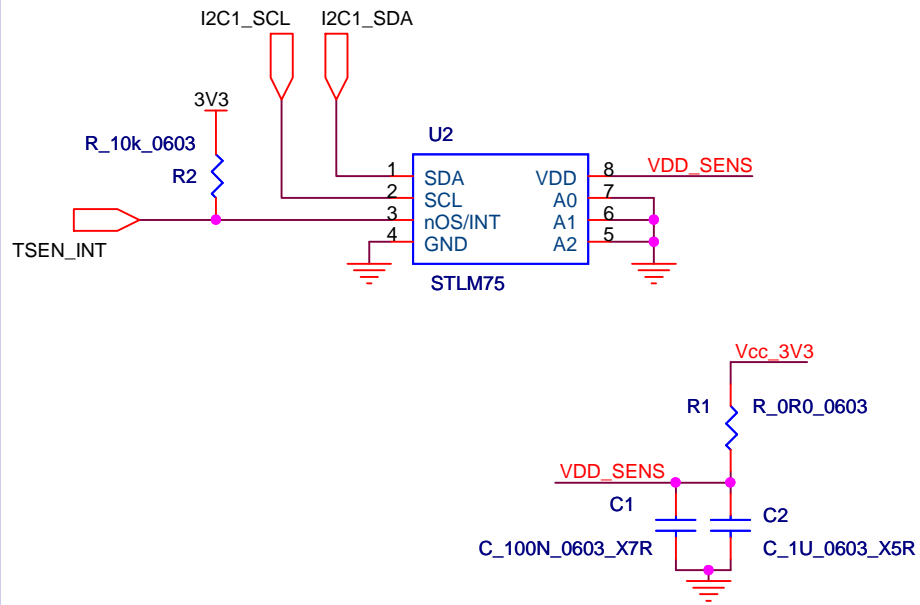 I2C1_SCL
I2C1_SDA
3V3
R_10k_0603
R2
TSEN_INT
U2
1
SDA
VDD
8
VDD_SENS
2
SCL
A0
7
3
nOS/INT
A1
6
4
GND
A2
5
STLM75
Vcc_3V3
R1
R_0R0_0603
VDD_SENS
C1
C2
C_100N_0603_X7R
C_1U_0603_X5R